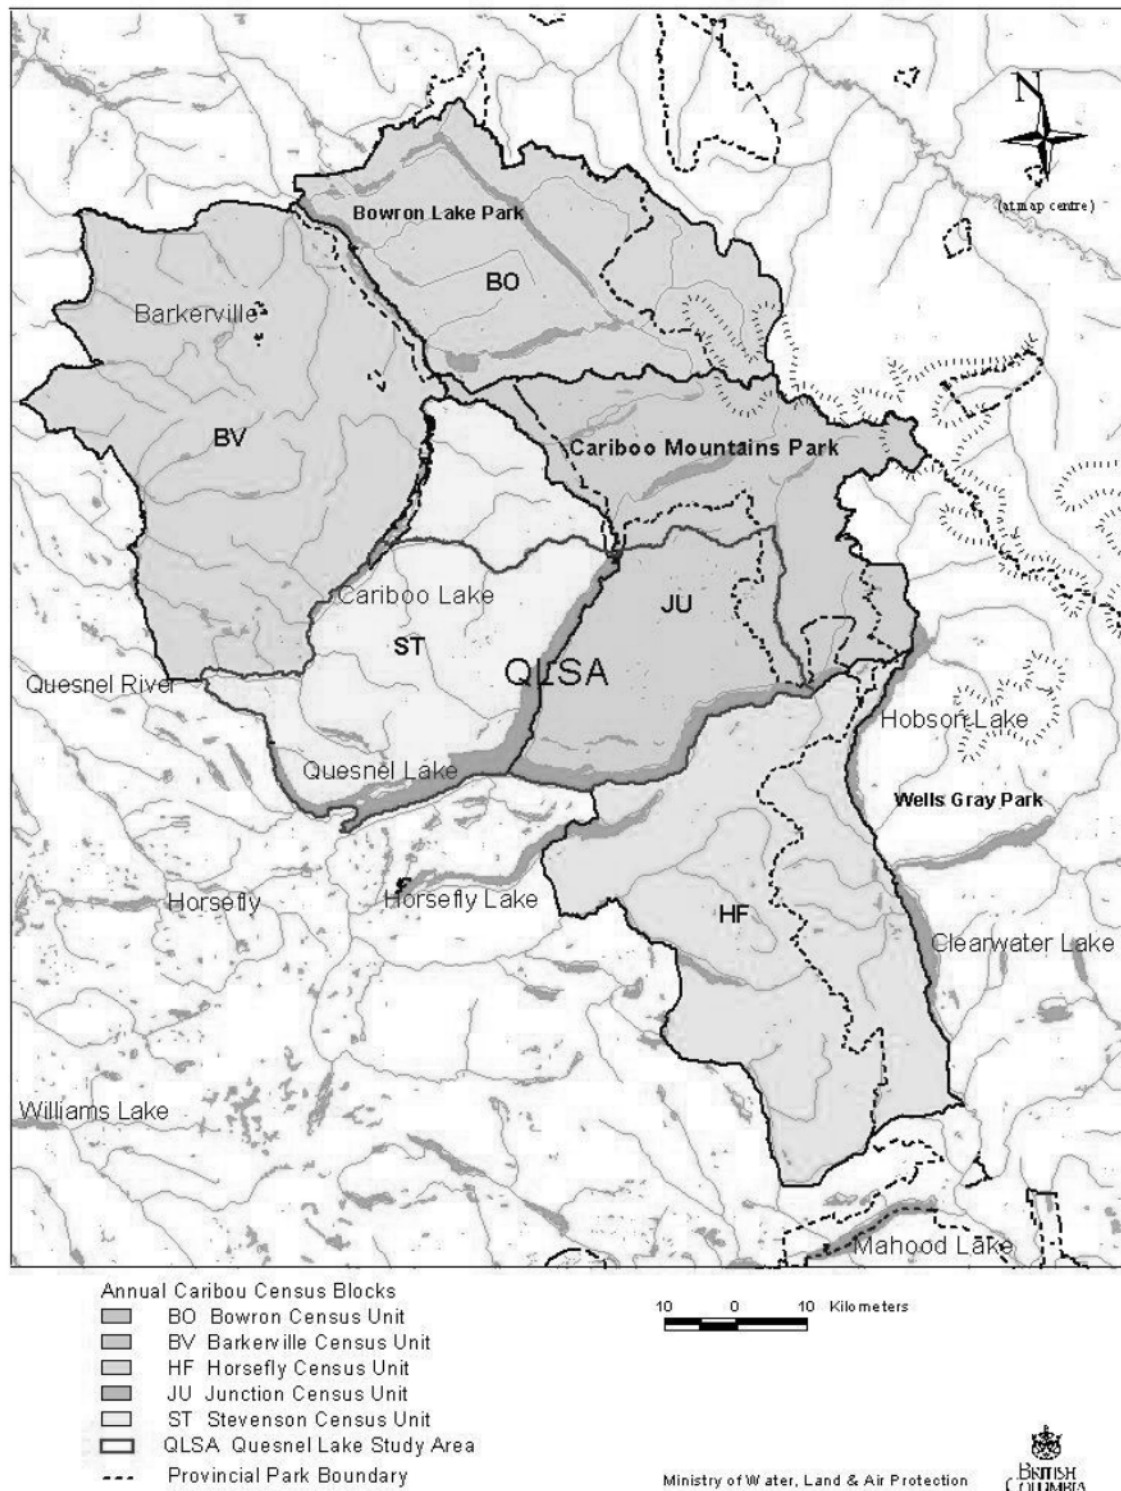 N
(at map centre)
Bowron Lake Park
BO
Barkerville
BV
Cariboo Mountains Park
Cariboo Lake
JU
ST
QLSA
Quesnel River
Hobson Lake
Quesnel Lake
Wells Gray Park
Horsefly
Horsefly Lake
HF
Clearwater Lake
Williams Lake
Mahood Lake
Annual Caribou Census Blocks
BO Bowron Census Unit
BV Barkerville Census Unit
HF Horsefly Census Unit
JU Junction Census Unit
ST Stevenson Census Unit
QLSA Quesnel Lake Study Area
Provincial Park Boundary
10 0 10 Kilometers
Ministry of Water, Land & Air Protection
BRITISH
COLUMBIA